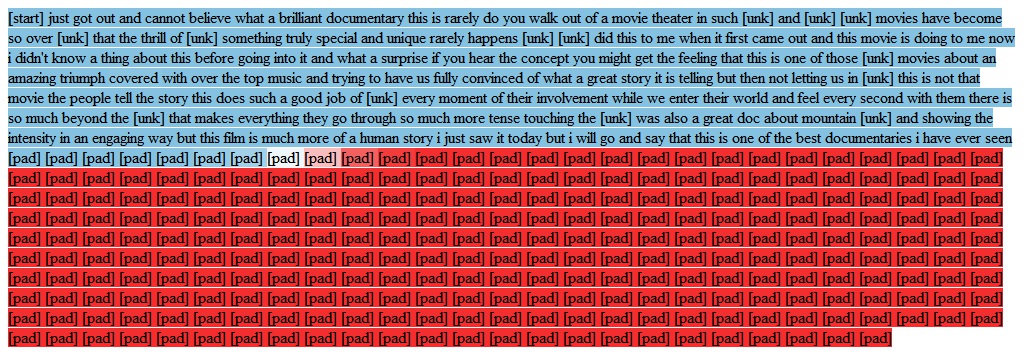 [start] just got out and cannot believe what a brilliant documentary this is rarely do you walk out of a movie theater in such [unk] and [unk] [unk] movies have become
so over [unk] that the thrill of [unk] something truly special and unique rarely happens [unk] [unk] did this to me when it first came out and this movie is doing to me now
i didn't know a thing about this before going into it and what a surprise if you hear the concept you might get the feeling that this is one of those [unk] movies about an
amazing triumph covered with over the top music and trying to have us fully convinced of what a great story it is telling but then not letting us in [unk] this is not that
movie the people tell the story this does such a good job of [unk] every moment of their involvement while we enter their world and feel every second with them there is
so much beyond the [unk] that makes everything they go through so much more tense touching the [unk] was also a great doc about mountain [unk] and showing the
intensity in an engaging way but this film is much more of a human story i just saw it today but i will go and say that this is one of the best documentaries i have ever seen
[pad] [pad] [pad] [pad] [pad] [pad] [pad] [pad] [pad] [pad] [pad] [pad] [pad] [pad] [pad] [pad] [pad] [pad] [pad] [pad] [pad] [pad] [pad] [pad] [pad] [pad] [pad]
[pad] [pad] [pad] [pad] [pad] [pad] [pad] [pad] [pad] [pad] [pad] [pad] [pad] [pad] [pad] [pad] [pad] [pad] [pad] [pad] [pad] [pad] [pad] [pad] [pad] [pad] [pad]
[pad] [pad] [pad] [pad] [pad] [pad] [pad] [pad] [pad] [pad] [pad] [pad] [pad] [pad] [pad] [pad] [pad] [pad] [pad] [pad] [pad] [pad] [pad] [pad] [pad] [pad] [pad]
[pad] [pad] [pad] [pad] [pad] [pad] [pad] [pad] [pad] [pad] [pad] [pad] [pad] [pad] [pad] [pad] [pad] [pad] [pad] [pad] [pad] [pad] [pad] [pad] [pad] [pad] [pad]
[pad] [pad] [pad] [pad] [pad] [pad] [pad] [pad] [pad] [pad] [pad] [pad] [pad] [pad] [pad] [pad] [pad] [pad] [pad] [pad] [pad] [pad] [pad] [pad] [pad] [pad] [pad]
[pad] [pad] [pad] [pad] [pad] [pad] [pad] [pad] [pad] [pad] [pad] [pad] [pad] [pad] [pad] [pad] [pad] [pad] [pad] [pad] [pad] [pad] [pad] [pad] [pad] [pad] [pad]
[pad] [pad] [pad] [pad] [pad] [pad] [pad] [pad] [pad] [pad] [pad] [pad] [pad] [pad] [pad] [pad] [pad] [pad] [pad] [pad] [pad] [pad] [pad] [pad] [pad] [pad] [pad]
[pad] [pad] [pad] [pad] [pad] [pad] [pad] [pad] [pad] [pad] [pad] [pad] [pad] [pad] [pad] [pad] [pad] [pad] [pad] [pad] [pad] [pad] [pad] [pad] [pad] [pad] [pad]
[pad] [pad] [pad] [pad] [pad] [pad] [pad] [pad] [pad] [pad] [pad] [pad] [pad] [pad] [pad] [pad] [pad] [pad] [pad] [pad] [pad] [pad] [pad] [pad] [pad] [pad] [pad]
[pad] [pad] [pad] [pad] [pad] [pad] [pad] [pad] [pad] [pad] [pad] [pad] [pad] [pad] [pad] [pad] [pad] [pad] [pad] [pad] [pad] [pad] [pad] [pad]